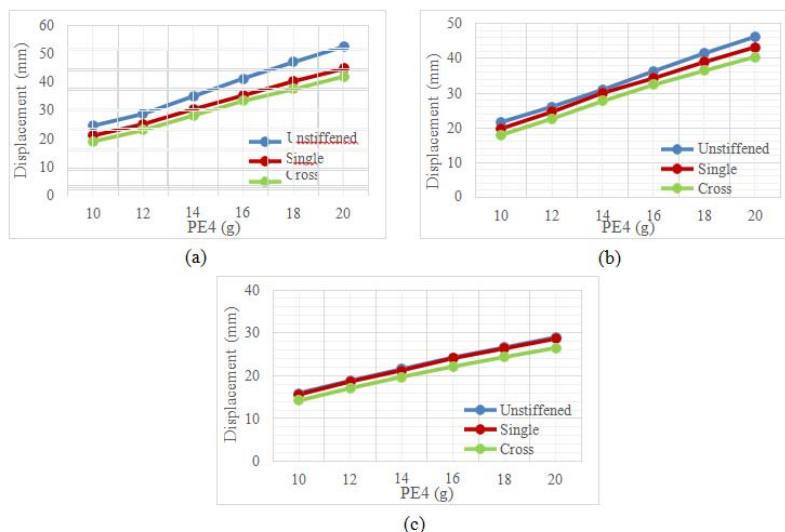 60
50
40
30
20
10
0
Displacement (mm)
Unstiffened
Single
Cross
10 12 14 16 18 20
PE4 (g)
(a)
50
40
30
20
10
0
Displacement (mm)
Unstiffened
Single
Cross
10 12 14 16 18 20
PE4 (g)
(b)
40
30
20
10
0
Displacement (mm)
Unstiffened
Single
Cross
10 12 14 16 18 20
PE4 (g)
(c)